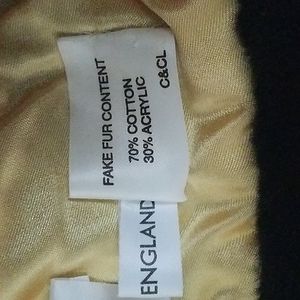 FAKE FUR CONTENT
70% COTTON
30% ACRYLIC
C&CL
ENGLAND